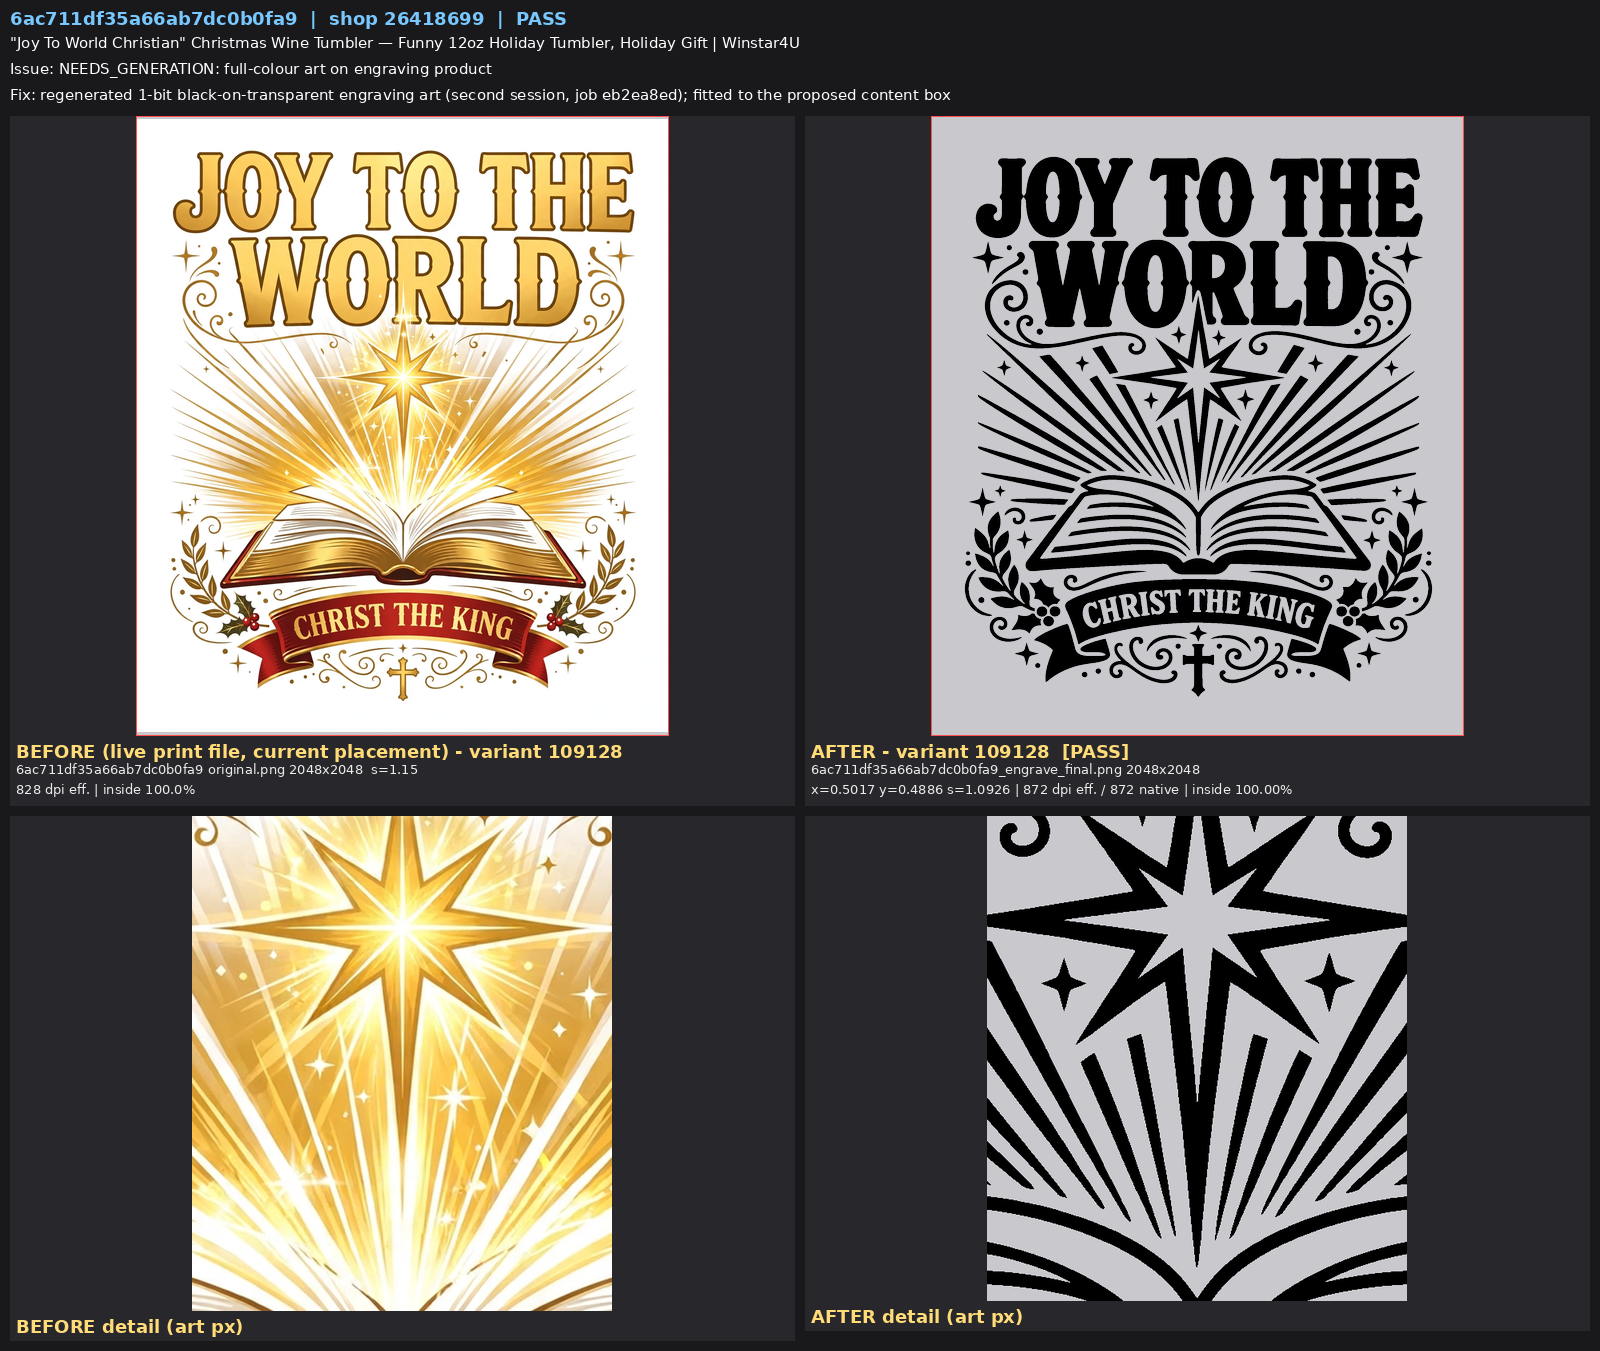 6ac711df35a66ab7dc0b0fa9 | shop 26418699 | PASS
"Joy To World Christian" Christmas Wine Tumbler — Funny 12oz Holiday Tumbler, Holiday Gift | Winstar4U
Issue: NEEDS_GENERATION: full-colour art on engraving product
Fix: regenerated 1-bit black-on-transparent engraving art (second session, job eb2ea8ed); fitted to the proposed content box
JOY TO THE
WORLD
CHRIST THE KING
BEFORE (live print file, current placement) - variant 109128
6ac711df35a66ab7dc0b0fa9 original.png 2048x2048 s=1.15
828 dpi eff. | inside 100.0%
JOY TO THE
WORLD
CHRIST THE KING
AFTER - variant 109128 [PASS]
6ac711df35a66ab7dc0b0fa9_engrave_final.png 2048x2048
x=0.5017 y=0.4886 s=1.0926 | 872 dpi eff. / 872 native | inside 100.00%
BEFORE detail (art px)
AFTER detail (art px)